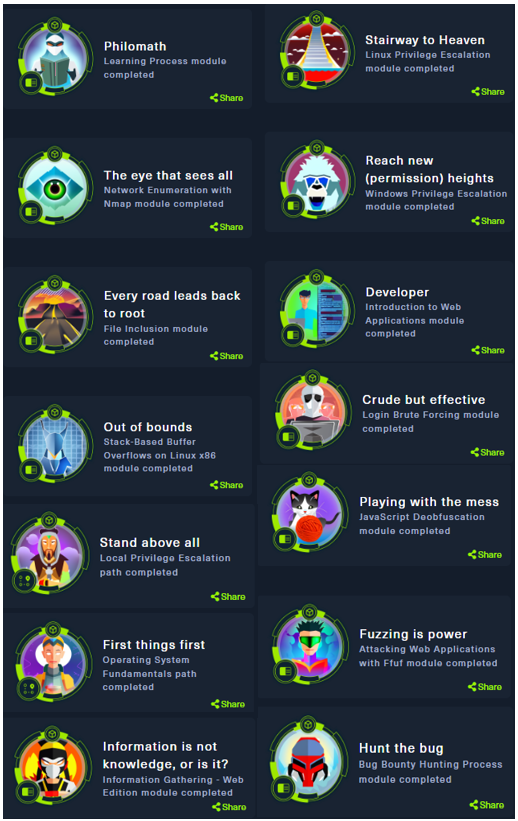 Philomath
Learning Process module
completed
Share
Stairway to Heaven
Linux Privilege Escalation
module completed
Share
The eye that sees all
Network Enumeration with
Nmap module completed
Share
Reach new
(permission) heights
Windows Privilege Escalation
module completed
Share
Every road leads back
to root
File Inclusion module
completed
Share
Developer
Introduction to Web
Applications module
completed
Share
Out of bounds
Stack-Based Buffer
Overflows on Linux x86
module completed
Share
Crude but effective
Login Brute Forcing module
completed
Share
Stand above all
Local Privilege Escalation
path completed
Share
Playing with the mess
JavaScript Deobfuscation
module completed
Share
First things first
Operating System
Fundamentals path
completed
Share
Fuzzing is power
Attacking Web Applications
with Ffuf module completed
Share
Information is not
knowledge, or is it?
Information Gathering - Web
Edition module completed
Share
Hunt the bug
Bug Bounty Hunting Process
module completed
Share